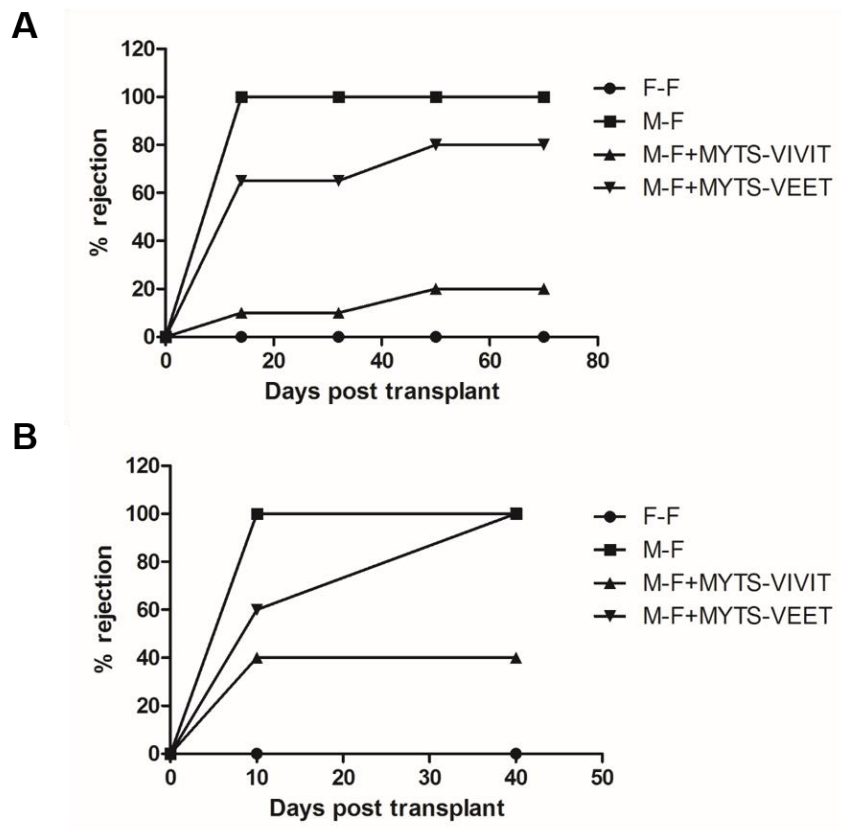 A
120
100
80
60
40
20
0
% rejection
0 20 40 60 80
Days post transplant
F-F
M-F
M-F+MYTS-VIVIT
M-F+MYTS-VEET
B
120
100
80
60
40
20
0
% rejection
0 10 20 30 40 50
Days post transplant
F-F
M-F
M-F+MYTS-VIVIT
M-F+MYTS-VEET